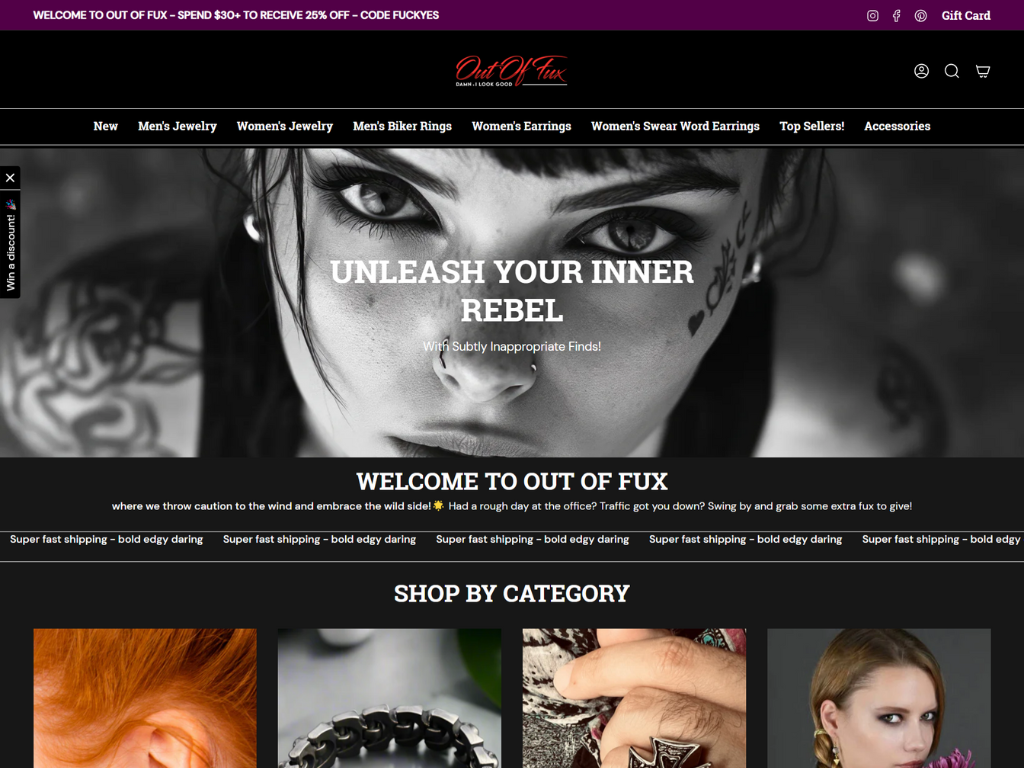 WELCOME TO OUT OF FUX - SPEND $30+ TO RECEIVE 25% OFF - CODE FUCKYES
Gift Card
Out Of Fux
DAMN, I LOOK GOOD
New Men's Jewelry Women's Jewelry Men's Biker Rings Women's Earrings Women's Swear Word Earrings Top Sellers! Accessories
Win a discount! 🎉
UNLEASH YOUR INNER
REBEL
With Subtly Inappropriate Finds!
WELCOME TO OUT OF FUX
where we throw caution to the wind and embrace the wild side!🌟 Had a rough day at the office? Traffic got you down? Swing by and grab some extra fux to give!
Super fast shipping - bold edgy daring Super fast shipping - bold edgy daring Super fast shipping - bold edgy daring Super fast shipping - bold edgy daring Super fast shipping - bold edgy
SHOP BY CATEGORY